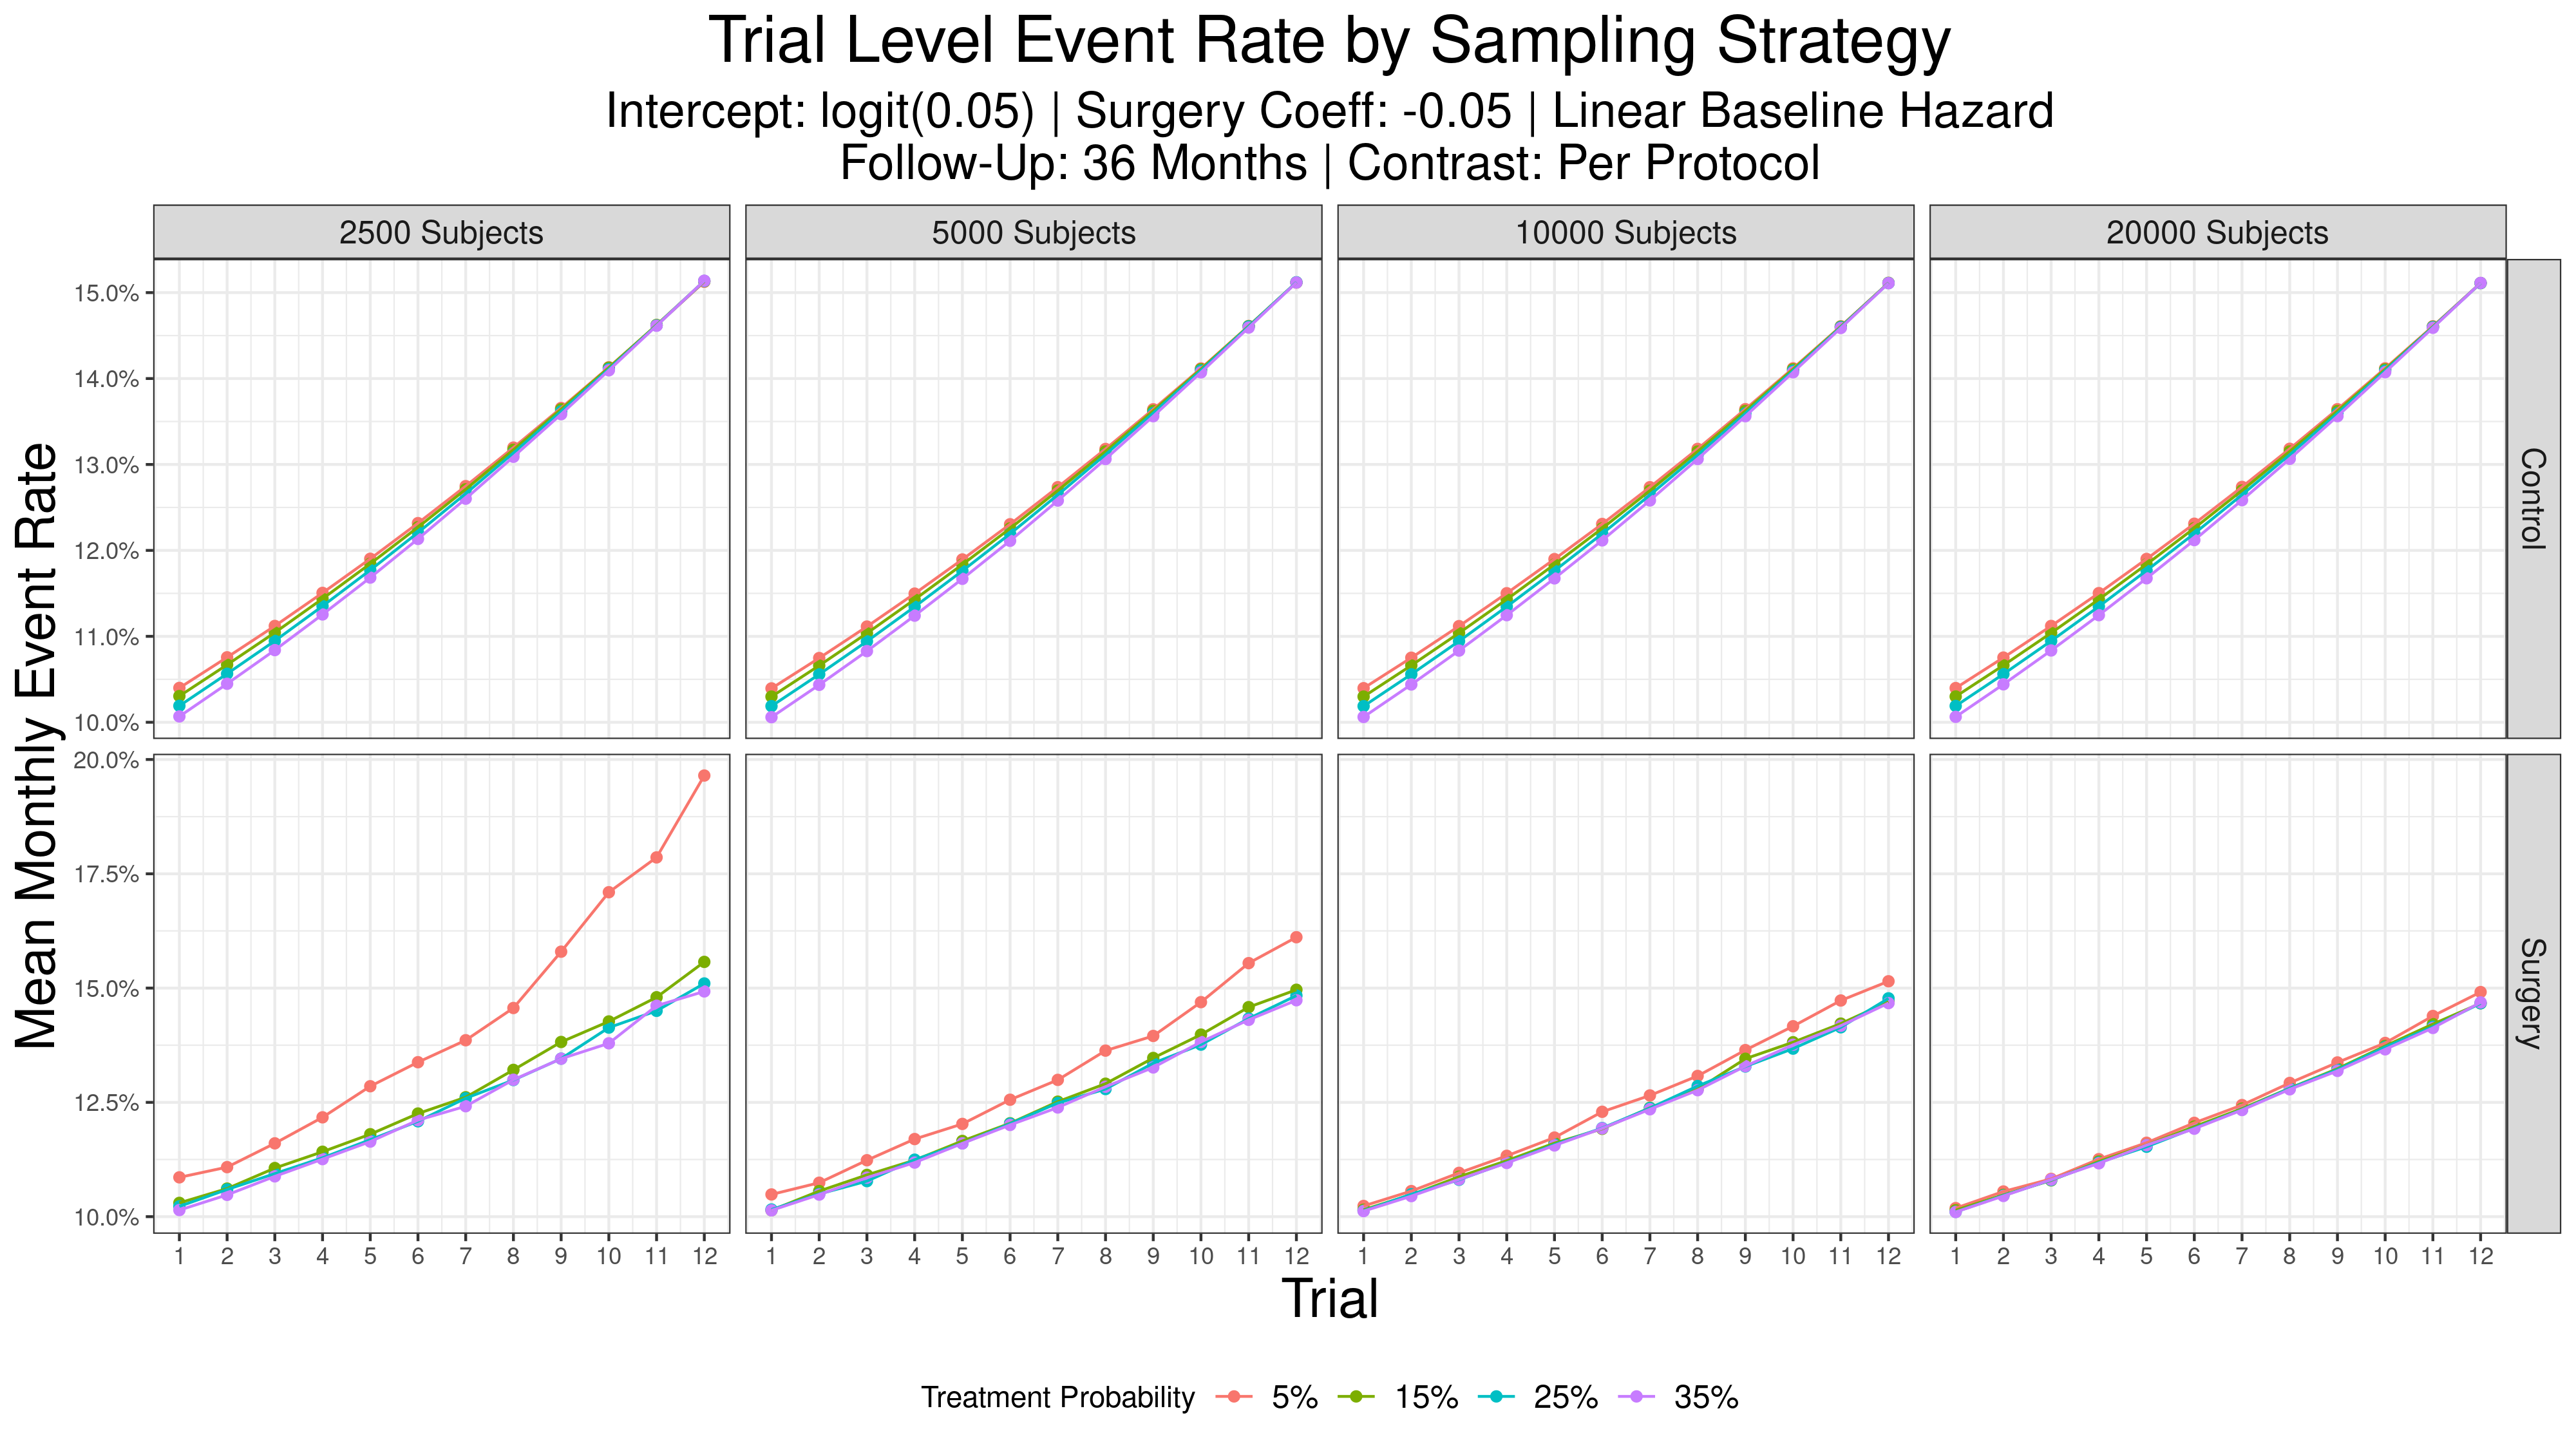 Trial Level Event Rate by Sampling Strategy
Intercept: logit(0.05) | Surgery Coeff: -0.05 | Linear Baseline Hazard
Follow-Up: 36 Months | Contrast: Per Protocol
2500 Subjects
5000 Subjects
10000 Subjects
20000 Subjects
Mean Monthly Event Rate
15.0%
14.0%
13.0%
12.0%
11.0%
10.0%
Control
20.0%
17.5%
15.0%
12.5%
10.0%
Surgery
1 2 3 4 5 6 7 8 9 10 11 12
1 2 3 4 5 6 7 8 9 10 11 12
1 2 3 4 5 6 7 8 9 10 11 12
1 2 3 4 5 6 7 8 9 10 11 12
Trial
Treatment Probability 5% 15% 25% 35%